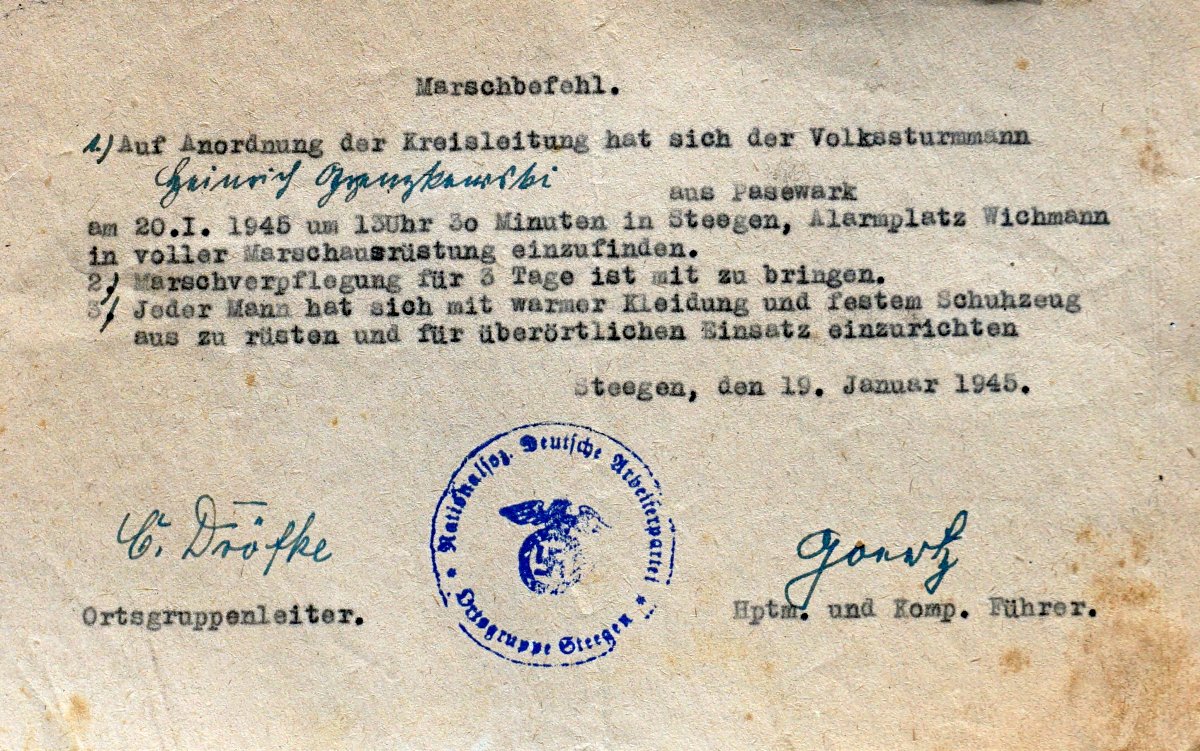 Marschbefehl.
1.) Auf Anordnung der Kreisleitung hat sich der Volkssturmmann
Heinrich aus Pasewark
am 20.I. 1945 um 13Uhr 30 Minuten in Steegen, Alarmplatz Wichmann
in voller Marschausrüstung einzufinden.
2.) Marschverpflegung für 3 Tage ist mit zu bringen.
3) Jeder Mann hat sich mit warmer Kleidung und festem Schuhzeug
aus zu rüsten und für überörtlichen Einsatz einzurichten
Steegen, den 19. Januar 1945.
Nationalsoz. Deutsche Arbeiterpartei
Ortsgruppe Steegen
Dröfke
Goertz
Ortsgruppenleiter.
Hptm. und Komp. Führer.